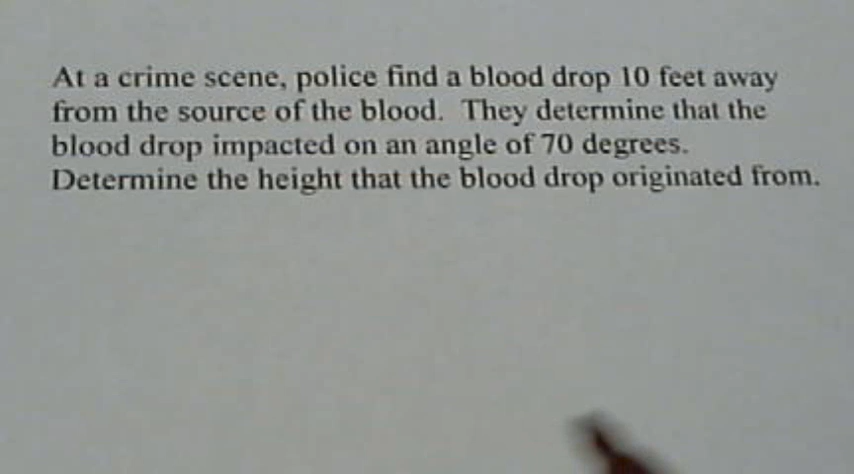 At a crime scene, police find a blood drop 10 feet away
from the source of the blood.  They determine that the
blood drop impacted on an angle of 70 degrees.
Determine the height that the blood drop originated from.